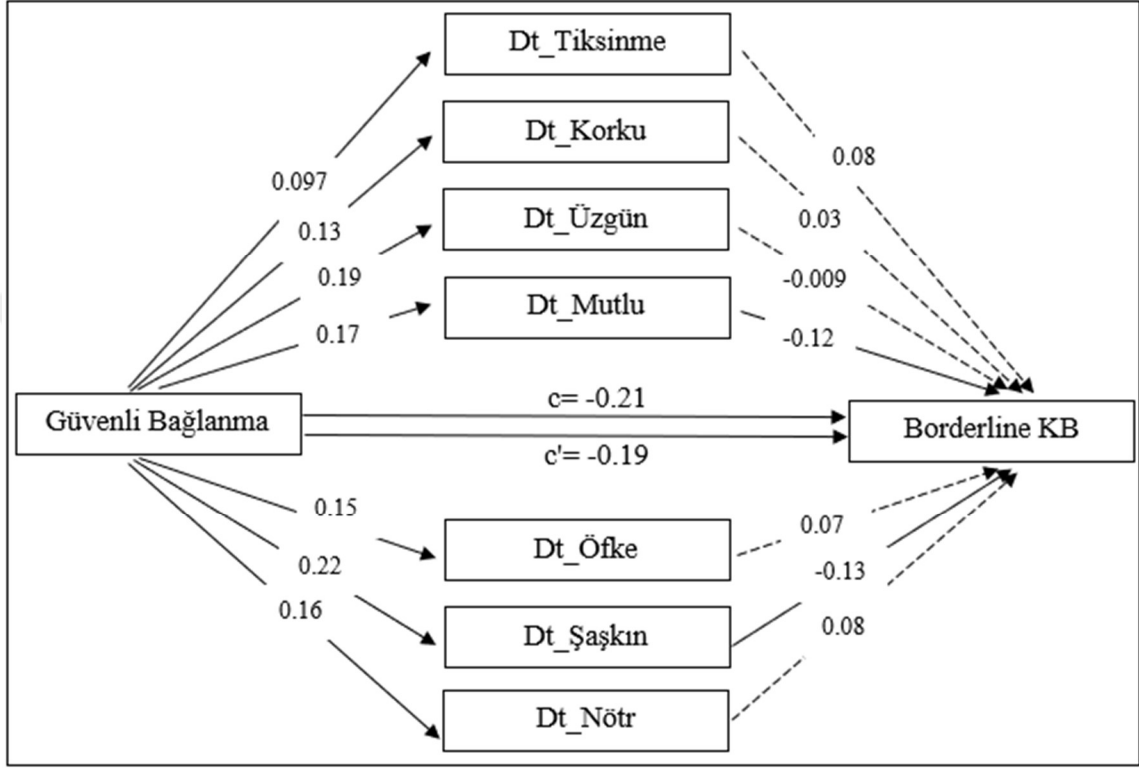 Dt_Tiksinme
0.08
0.097
Dt_Korku
0.03
0.13
Dt_Üzgün
-0.009
0.19
Dt_Mutlu
-0.12
0.17
Güvenli Bağlanma
c= -0.21
c'= -0.19
Borderline KB
0.15
Dt_Öfke
0.07
0.22
Dt_Şaşkın
-0.13
0.16
Dt_Nötr
0.08